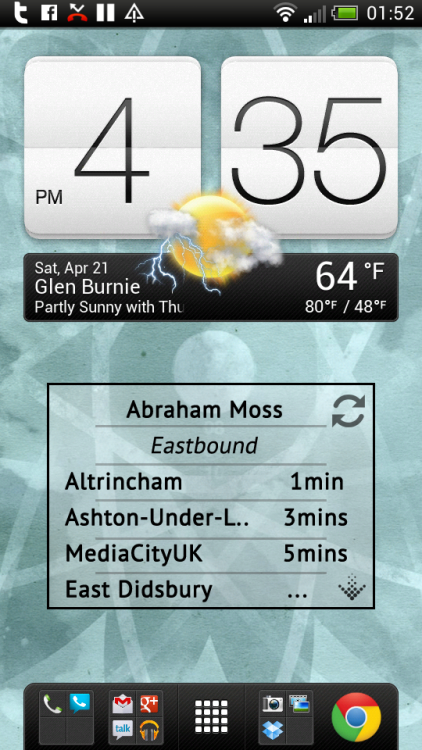 01:52
4 35
PM
Sat, Apr 21
Glen Burnie
Partly Sunny with Thu
64 °F
80°F / 48°F
Abraham Moss
Eastbound
Altrincham 1min
Ashton-Under-L.. 3mins
MediaCityUK 5mins
East Didsbury ...
talk